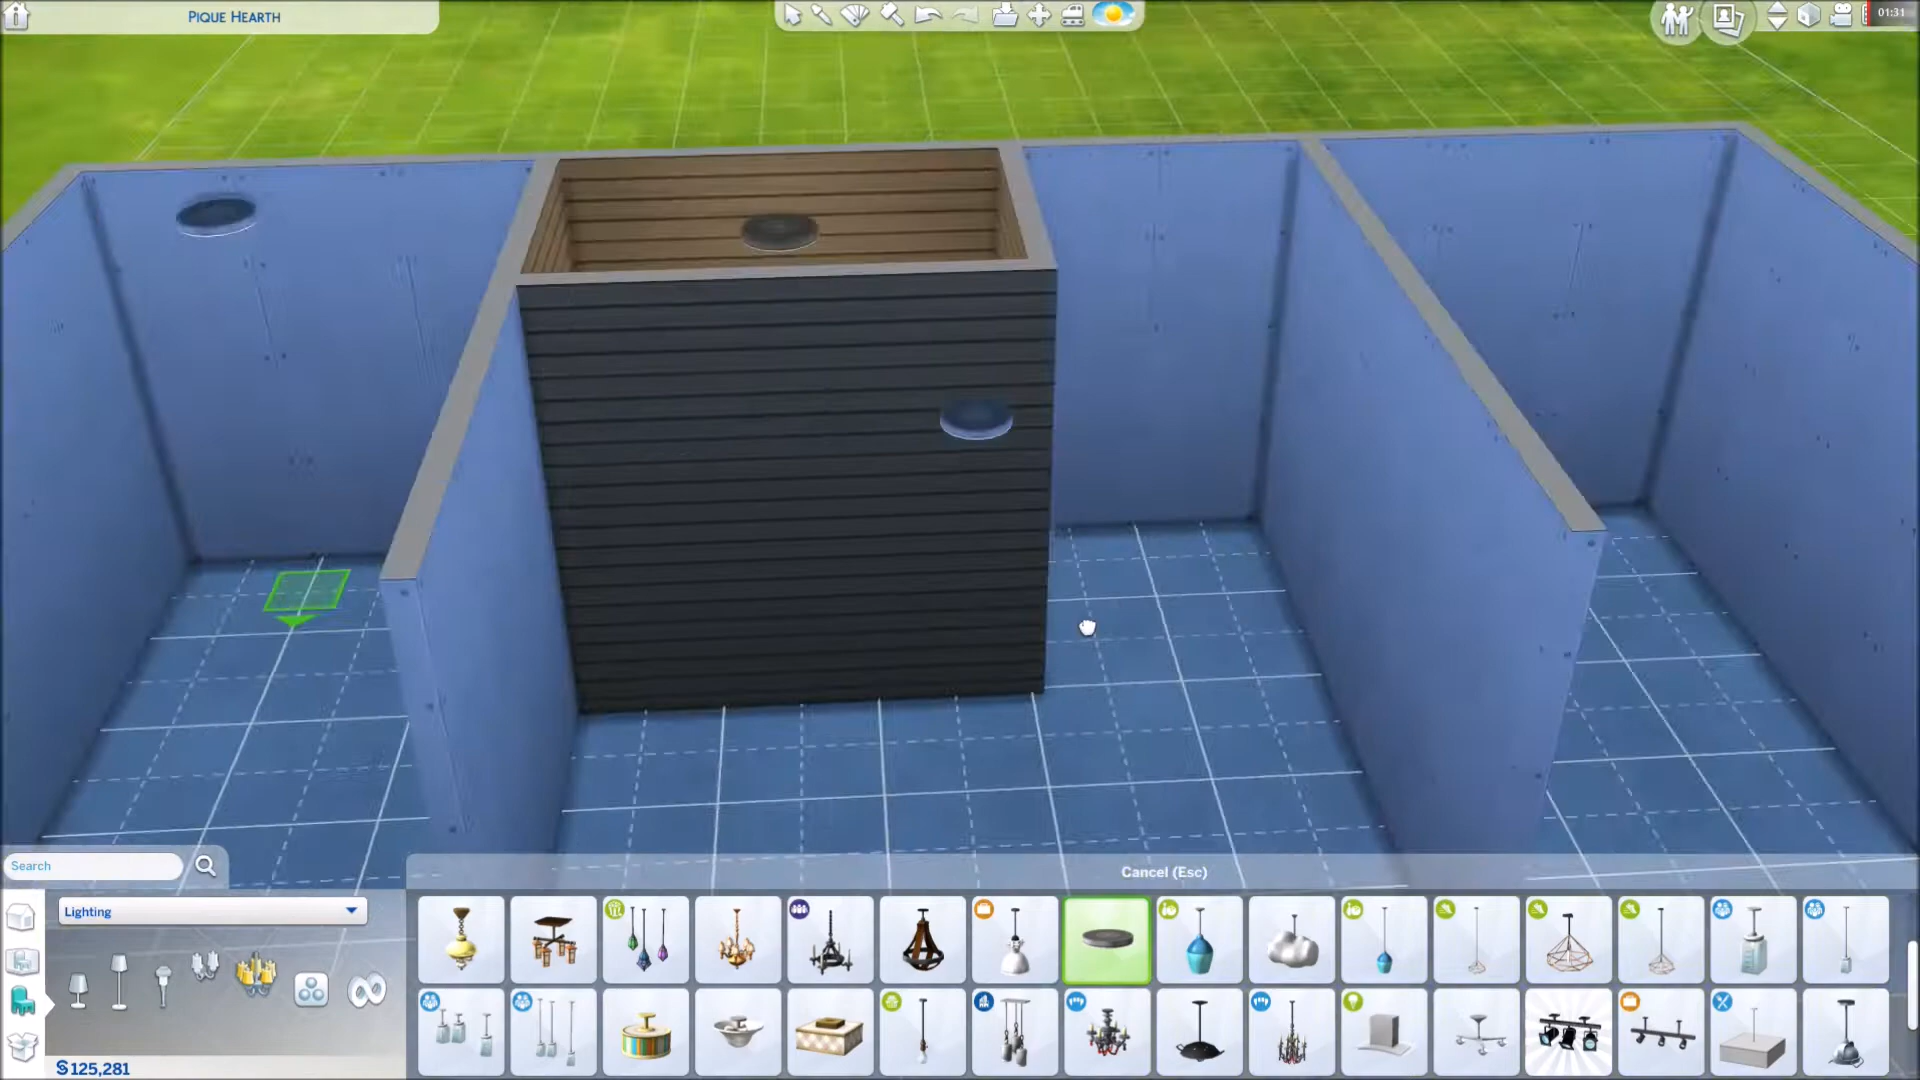 PIQUE HEARTH
01:31
Search
Cancel (Esc)
Lighting
§125,281